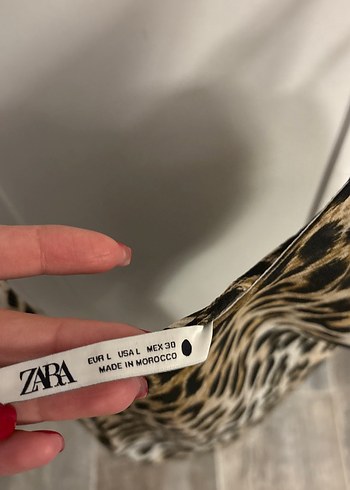 ZARA
EUR L USA L MEX 30
MADE IN MOROCCO